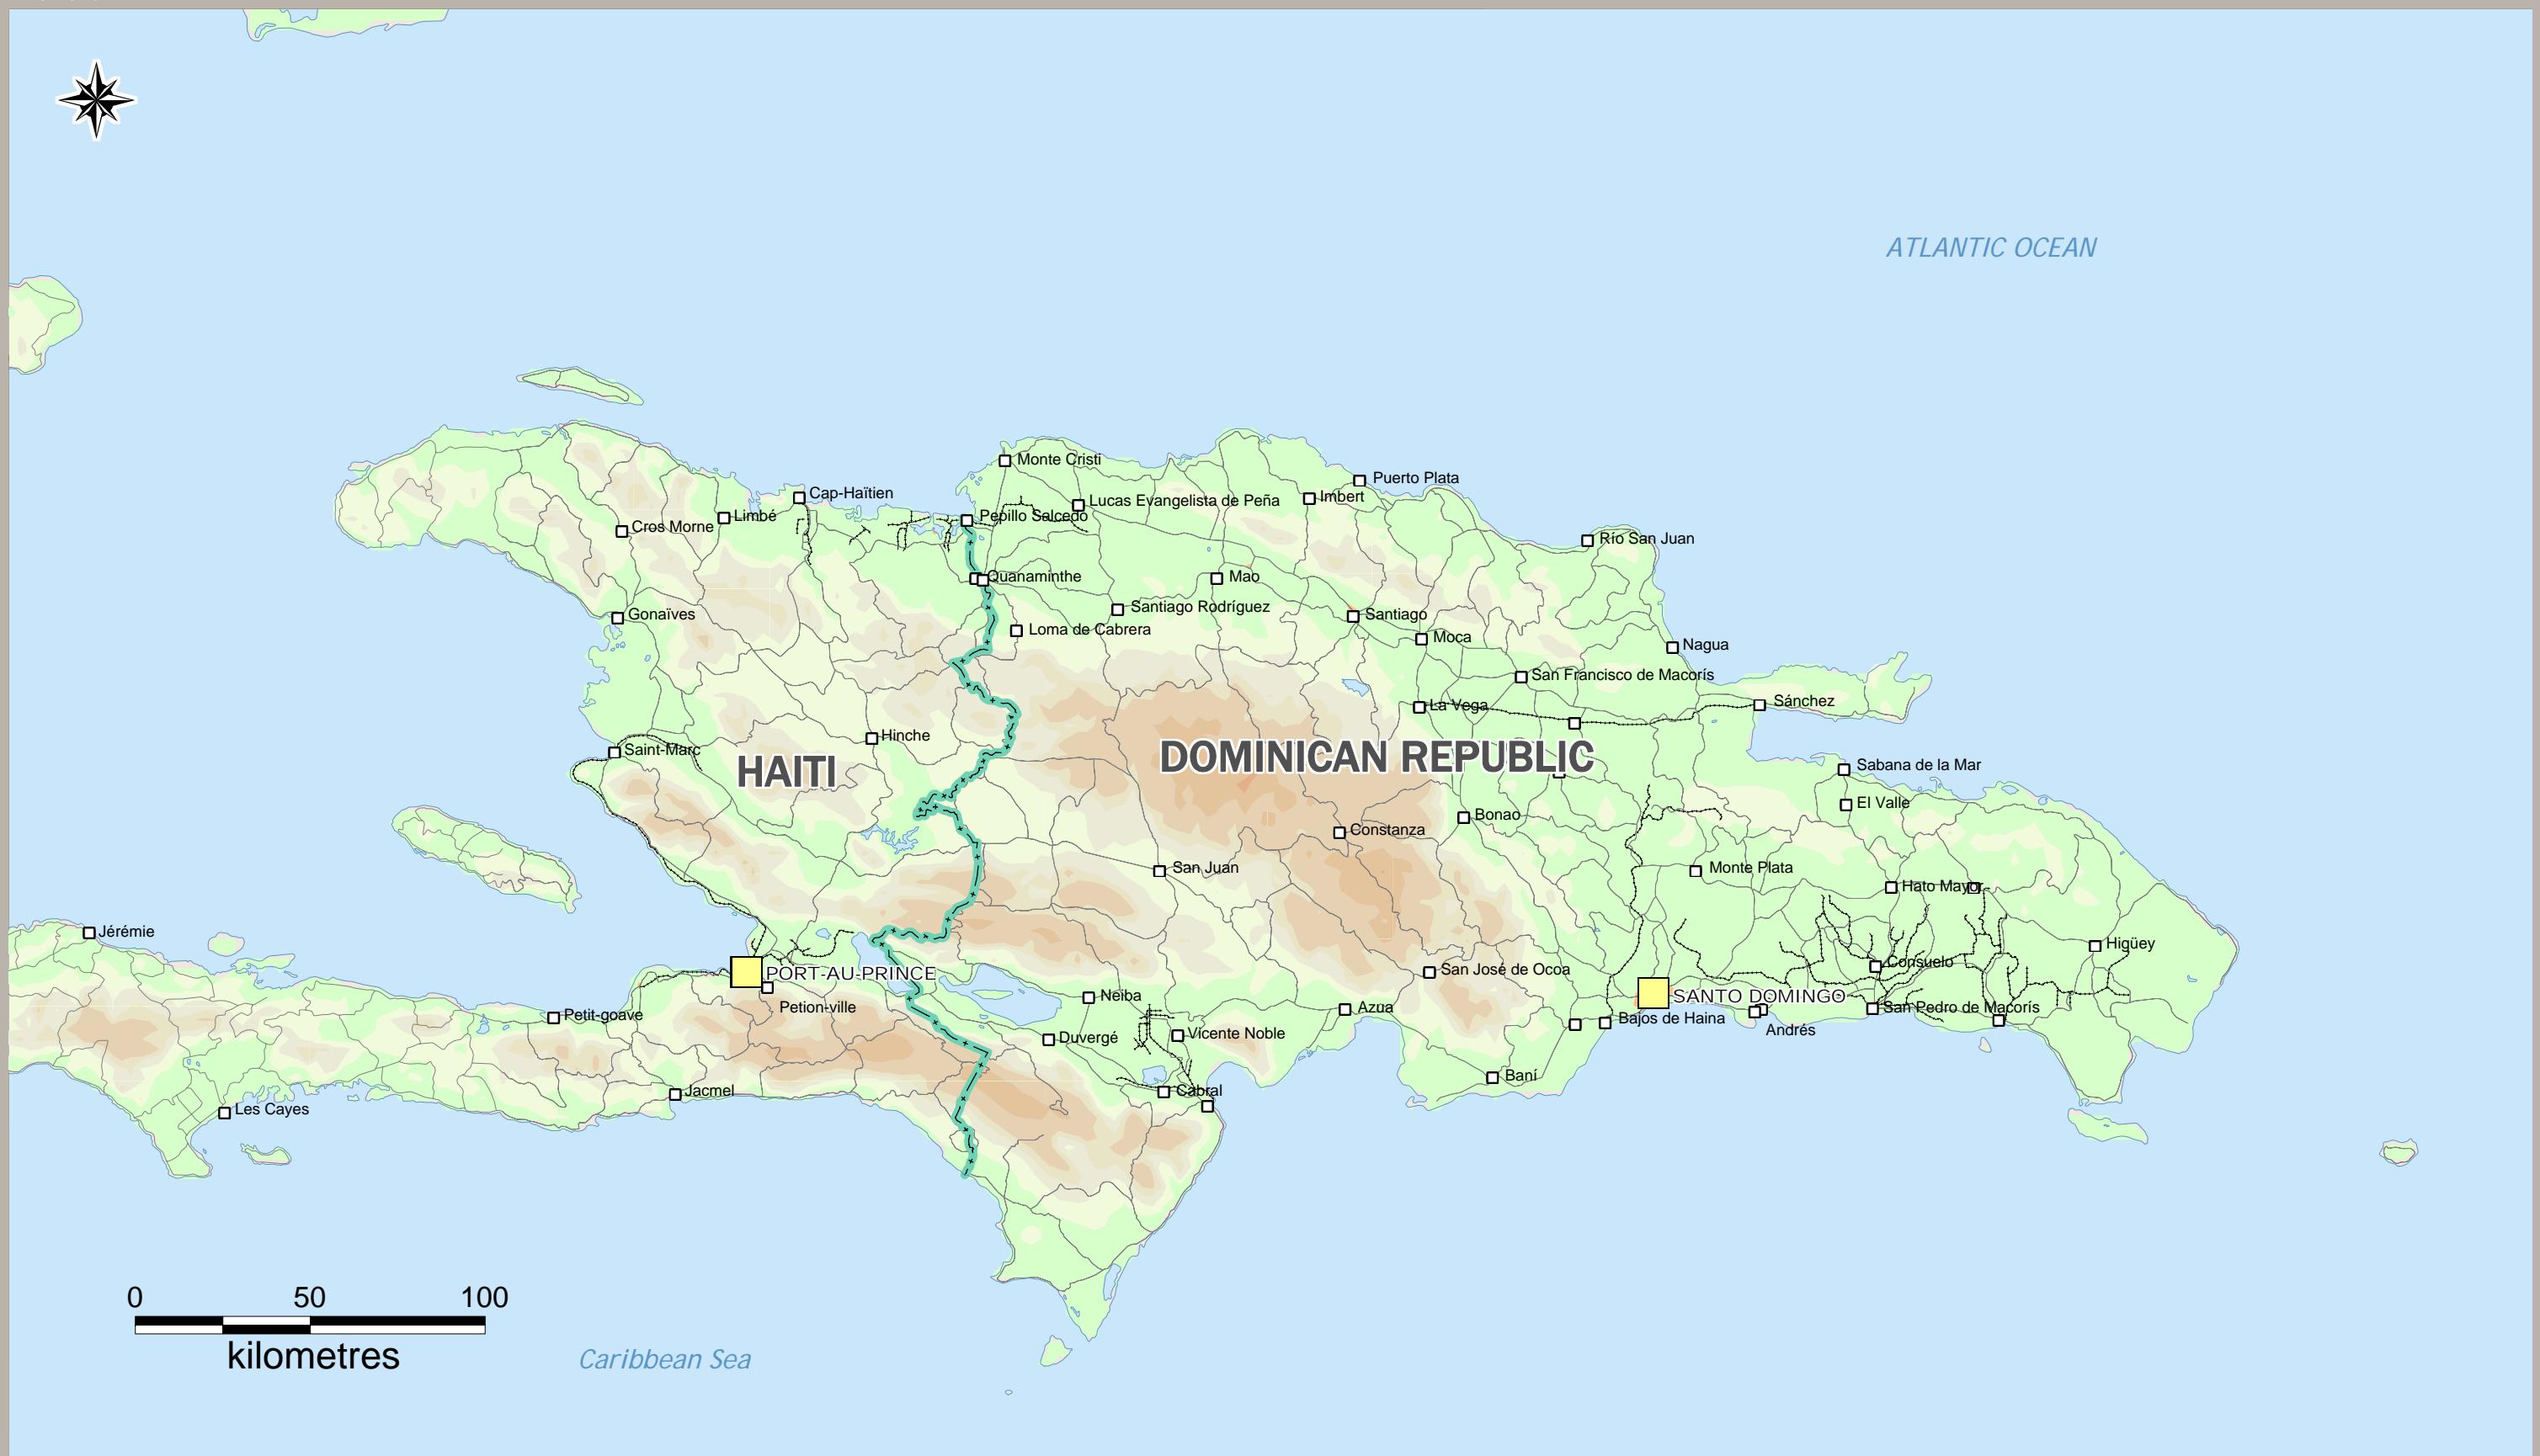 ATLANTIC OCEAN
Monte Cristi
Puerto Plata
Cap-Haïtien
Lucas Evangelista de Peña
Imbert
Limbé
Pepillo Salcedo
Cros Morne
Río San Juan
Quanaminthe
Mao
Santiago Rodríguez
Gonaïves
Santiago
Loma de Cabrera
Moca
Nagua
San Francisco de Macorís
Sánchez
La Vega
Hinche
Saint-Marc
DOMINICAN REPUBLIC
HAITI
Sabana de la Mar
El Valle
Bonao
Constanza
San Juan
Monte Plata
Hato Mayor
Jérémie
Higüey
Consuelo
San José de Ocoa
PORT-AU-PRINCE
Neiba
SANTO DOMINGO
Petion-ville
Azua
San Pedro de Macorís
Petit-goave
Bajos de Haina
Andrés
Vicente Noble
Duvergé
Baní
Jacmel
Cabral
Les Cayes
0 50 100
kilometres
Caribbean Sea